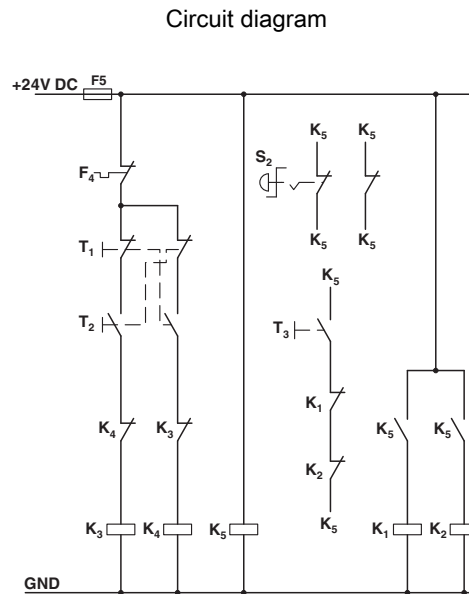 Circuit diagram
+24V DC F5
K₅ K₅
S₂
F₄
K₅ K₅
T₁
K₅
T₂ T₃
K₁
K₄ K₃ K₅ K₅
K₂
K₅
K₃ K₄ K₅ K₁ K₂
GND